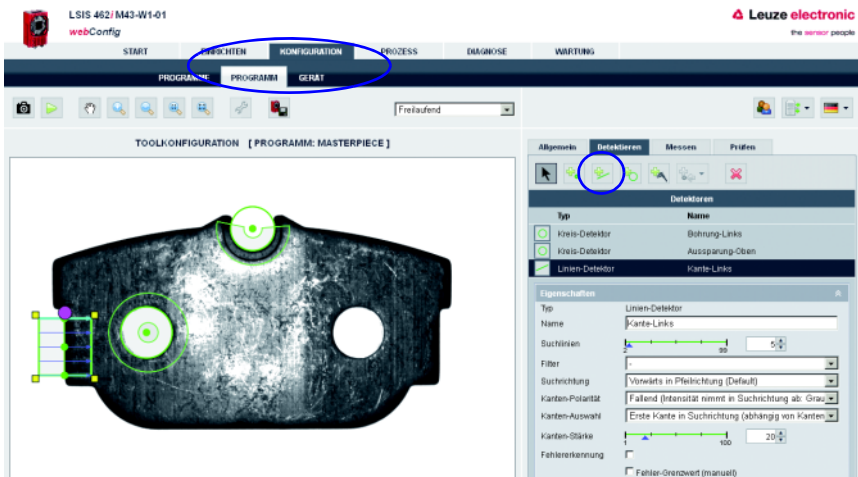 LSIS 462i M43-W1-01
webConfig
Leuze electronic
the sensor people
START EINRICHTEN KONFIGURATION PROZESS DIAGNOSE WARTUNG
PROGRAMME PROGRAMM GERÄT
Freilaufend
TOOLKONFIGURATION [ PROGRAMM: MASTERPIECE ]
Allgemein Detektieren Messen Prüfen
Detektoren
Typ Name
Kreis-Detektor Bohrung-Links
Kreis-Detektor Aussparung-Oben
Linien-Detektor Kante-Links
Eigenschaften
Typ Linien-Detektor
Name Kante-Links
Suchlinien 2 99 5
Filter -
Suchrichtung Vorwärts in Pfeilrichtung (Default)
Kanten-Polarität Fallend (Intensität nimmt in Suchrichtung ab: Grau
Kanten-Auswahl Erste Kante in Suchrichtung (abhängig von Kanten
Kanten-Stärke 1 100 20
Fehlererkennung
Fehler-Grenzwert (manuell)